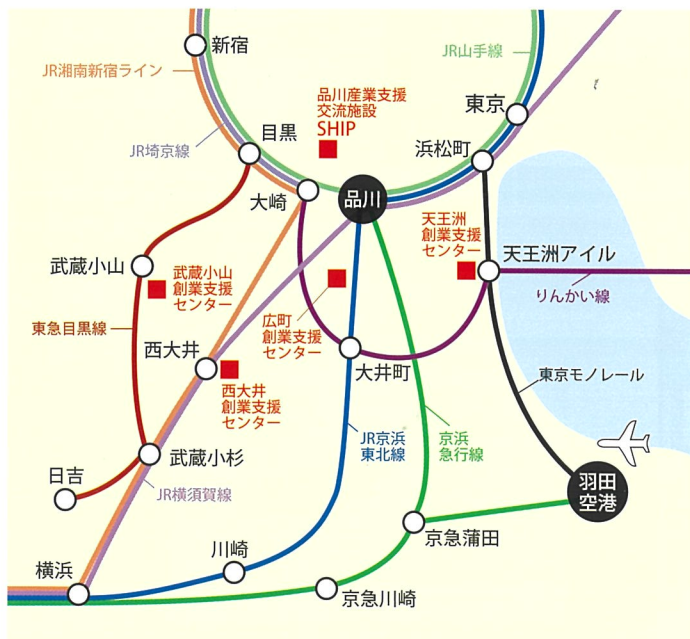 新宿
JR湘南新宿ライン
JR山手線
品川産業支援
交流施設
SHIP
東京
目黒
浜松町
JR埼京線
大崎
品川
天王洲
創業支援
センター
天王洲アイル
武蔵小山
武蔵小山
創業支援
センター
りんかい線
広町
創業支援
センター
東急目黒線
西大井
大井町
東京モノレール
西大井
創業支援
センター
JR京浜
東北線
京浜
急行線
武蔵小杉
日吉
JR横須賀線
羽田
空港
京急蒲田
川崎
横浜
京急川崎